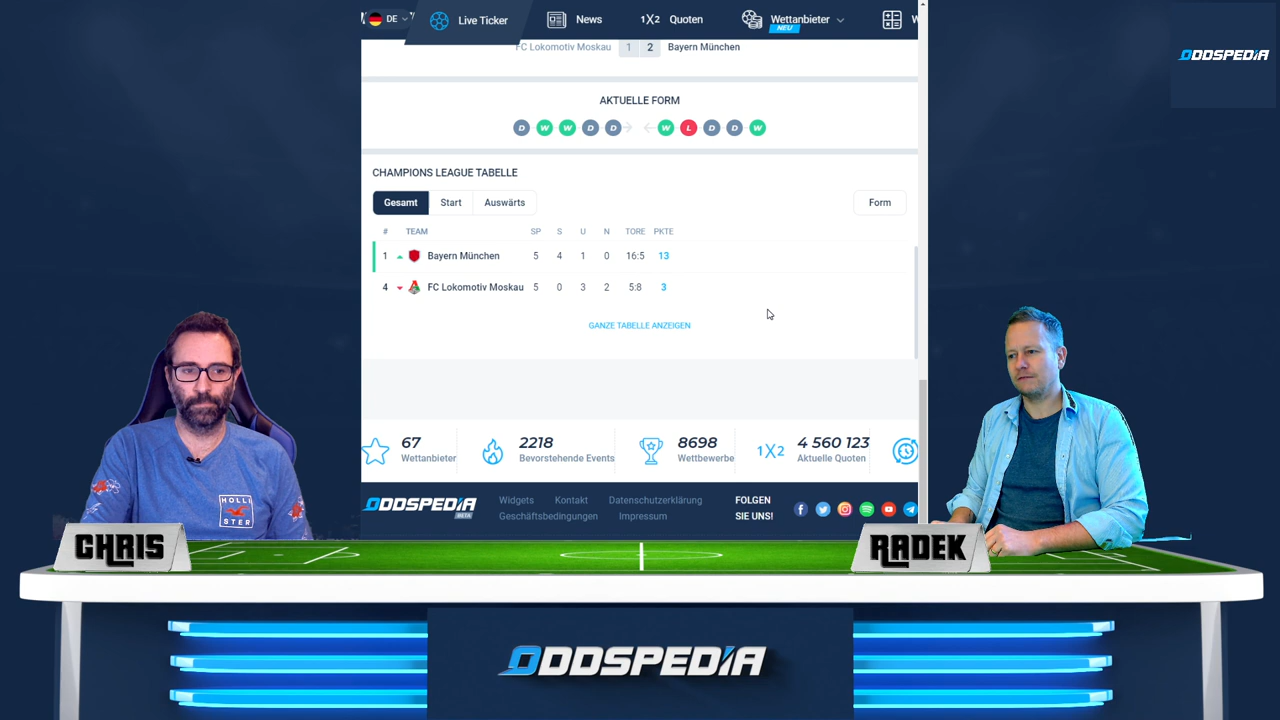 DE
Live Ticker
News
1X2 Quoten
Wettanbieter
NEU
W
ODDSPEDIA
FC Lokomotiv Moskau 1 2 Bayern München
AKTUELLE FORM
D W W D D W L D D W
CHAMPIONS LEAGUE TABELLE
Gesamt Start Auswärts Form
# TEAM SP S U N TORE PKTE
1 Bayern München 5 4 1 0 16:5 13
4 FC Lokomotiv Moskau 5 0 3 2 5:8 3
GANZE TABELLE ANZEIGEN
67 Wettanbieter
2218 Bevorstehende Events
8698 Wettbewerbe
1X2 4 560 123 Aktuelle Quoten
ODDSPEDIA
BETA
Widgets Kontakt Datenschutzerklärung
Geschäftsbedingungen Impressum
FOLGEN
SIE UNS!
HOLLI
STER
CHRIS
RADEK
ODDSPEDIA